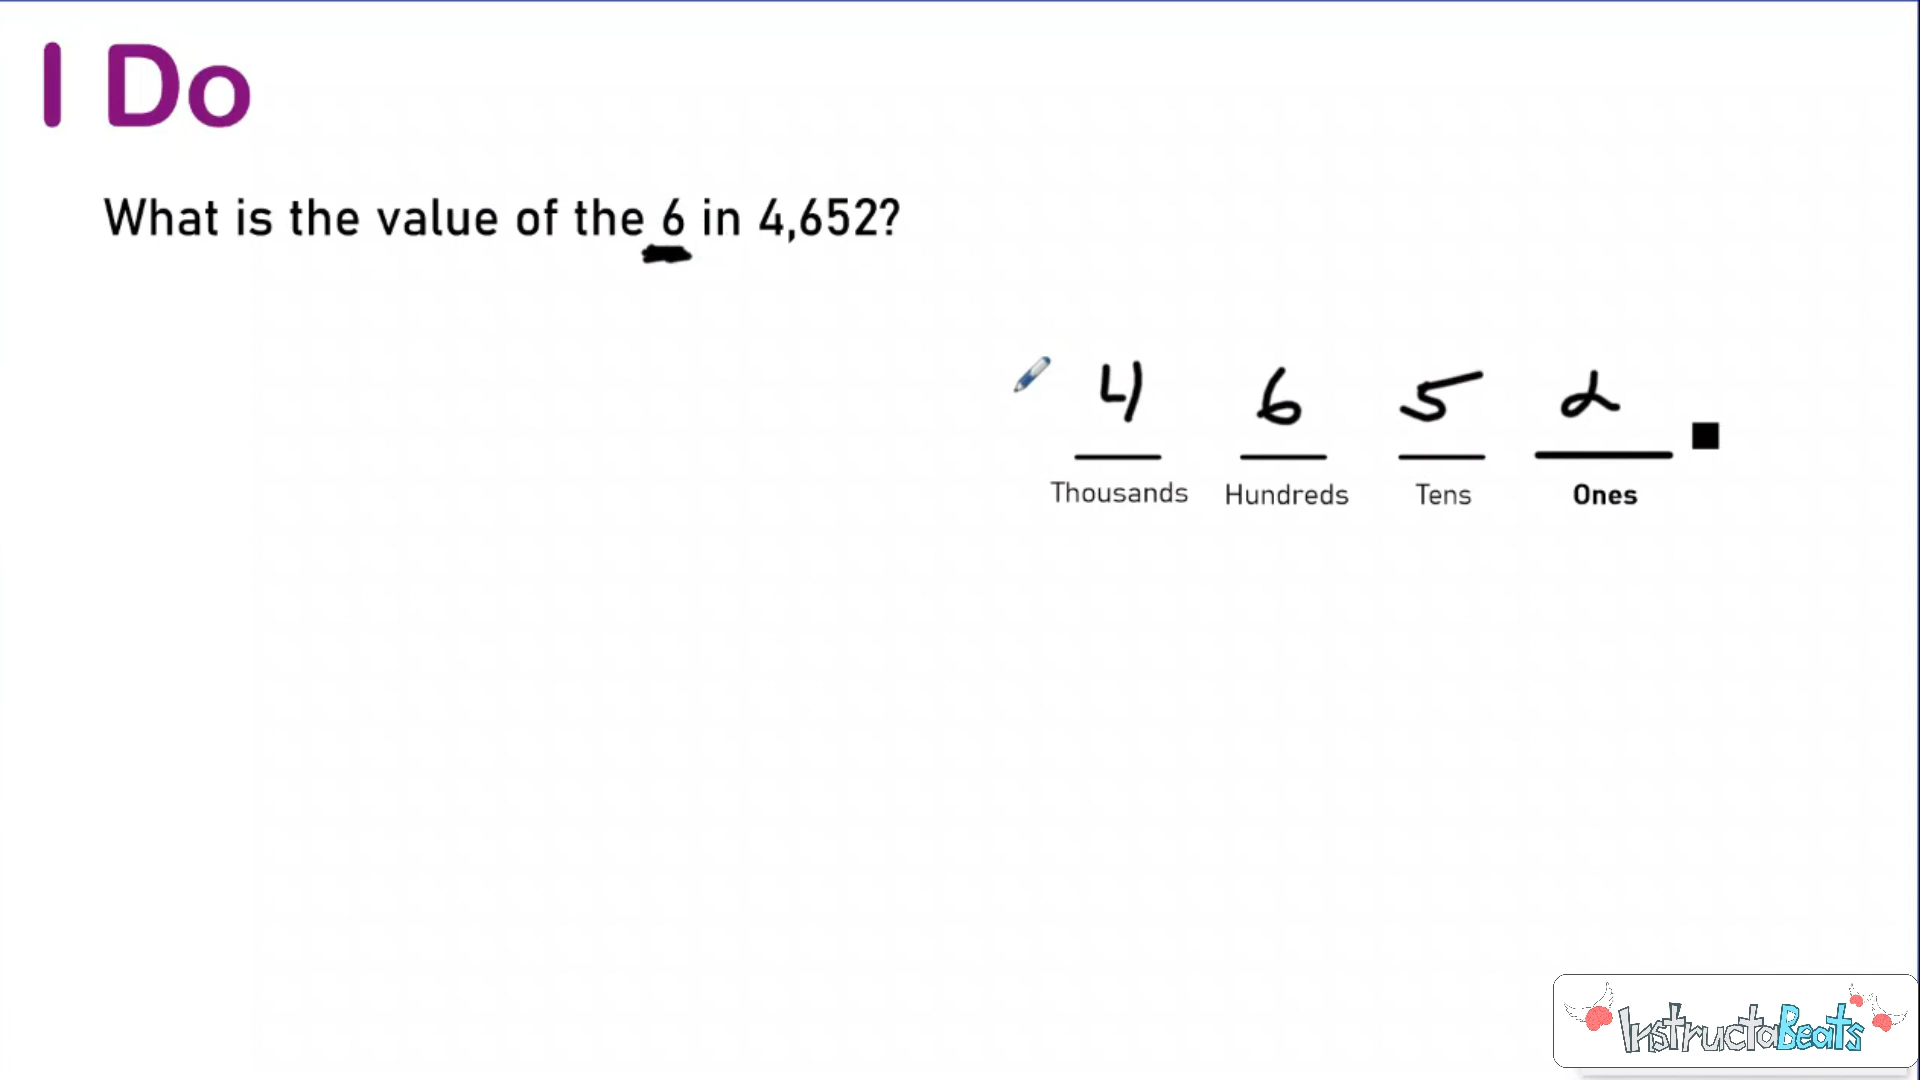 I Do
What is the value of the 6 in 4,652?
4 6 5 2 .
Thousands Hundreds Tens Ones
InstructaBeats